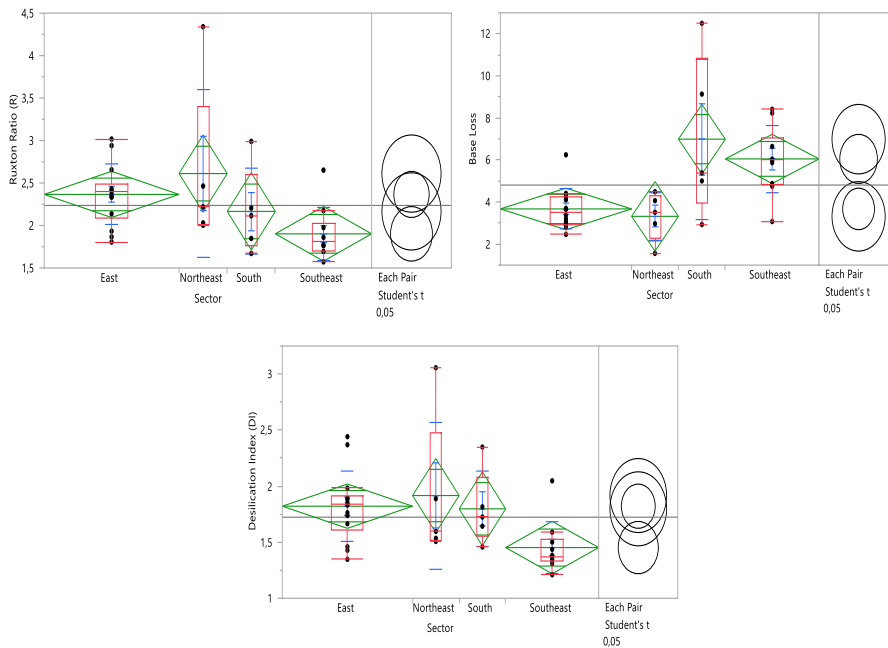 Ruxton Ratio (R)
4,5
4
3,5
3
2,5
2
1,5
East
Northeast
South
Southeast
Each Pair
Student's t
0,05
Sector
Base Loss
12
10
8
6
4
2
East
Northeast
South
Southeast
Each Pair
Student's t
0,05
Sector
Desilication Index (DI)
3
2,5
2
1,5
1
East
Northeast
South
Southeast
Each Pair
Student's t
0,05
Sector